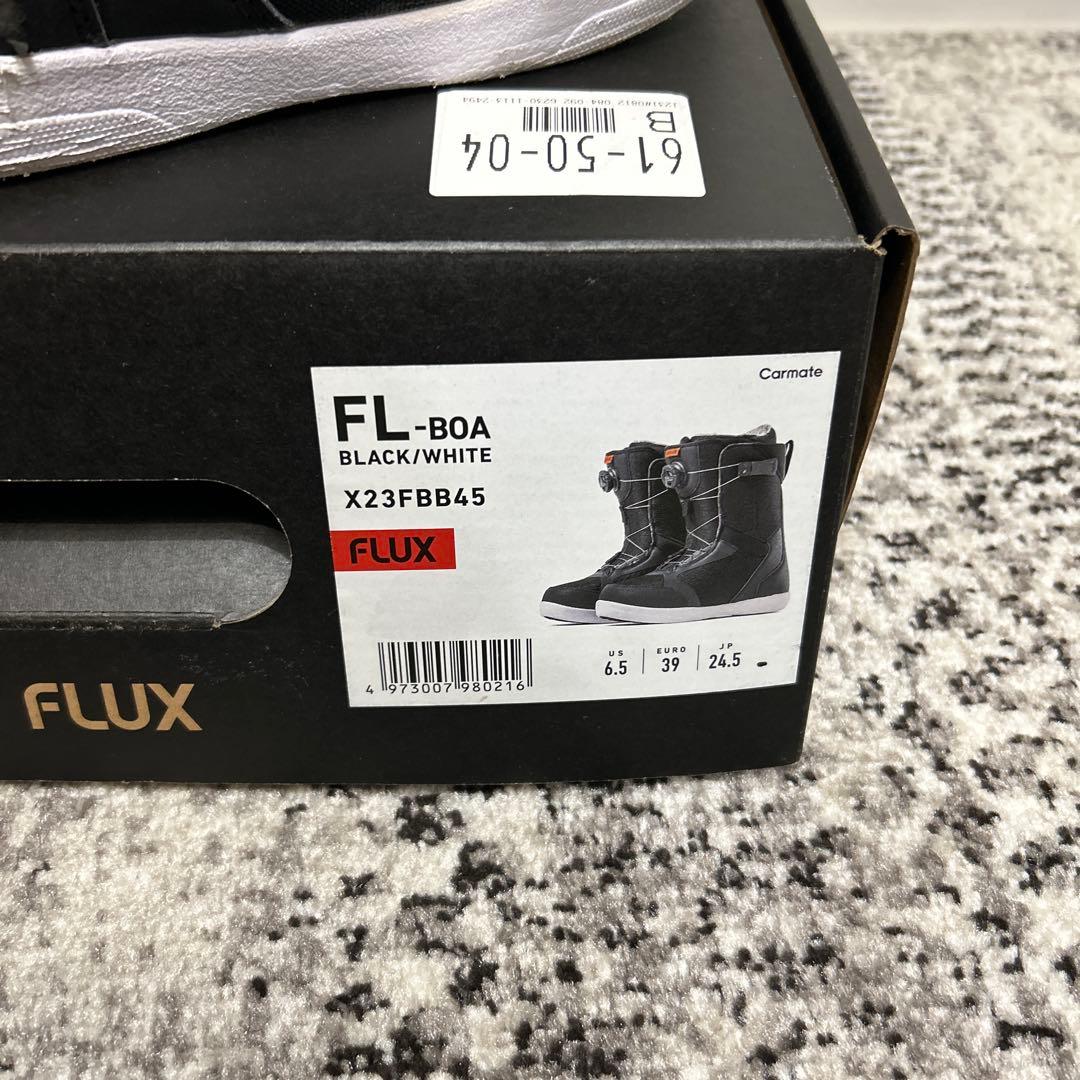 61-50-04
B
Carmate
FL-BOA
BLACK/WHITE
X23FBB45
FLUX
US EURO JP
6.5 39 24.5 -
4 973007 980216
FLUX